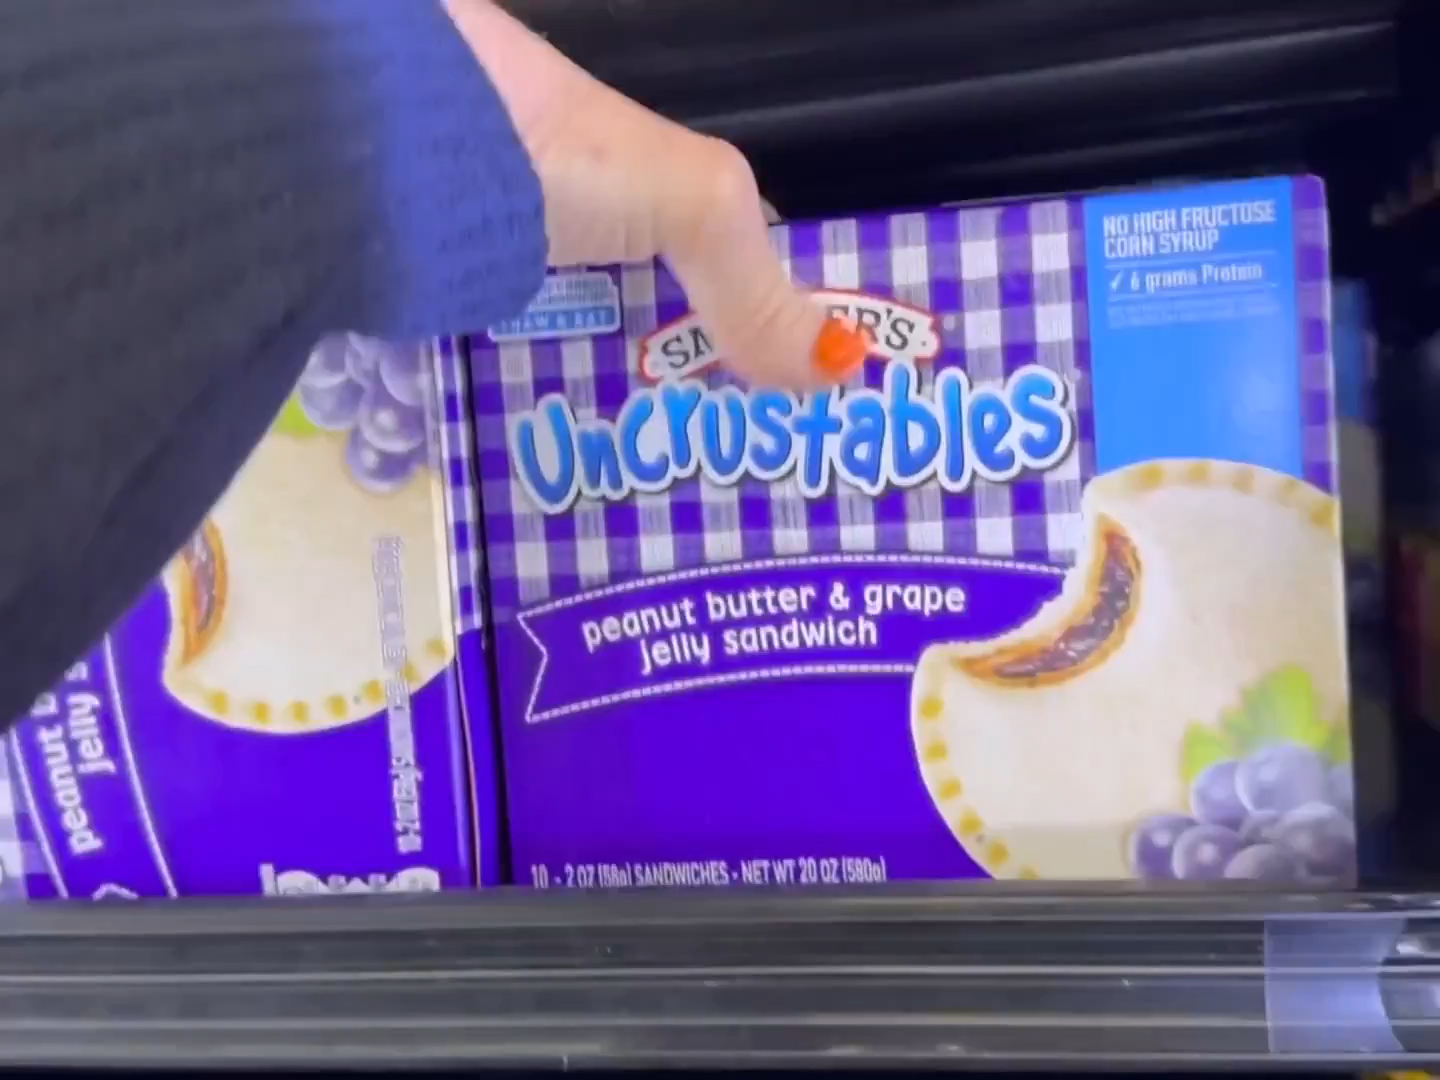 NO HIGH FRUCTOSE
CORN SYRUP
✓ 6 grams Protein
THAW & EAT
ER'S
Uncrustables
peanut butter & grape
jelly sandwich
10 - 2 OZ (58g) SANDWICHES - NET WT 20 OZ (580g)
peanut
jelly